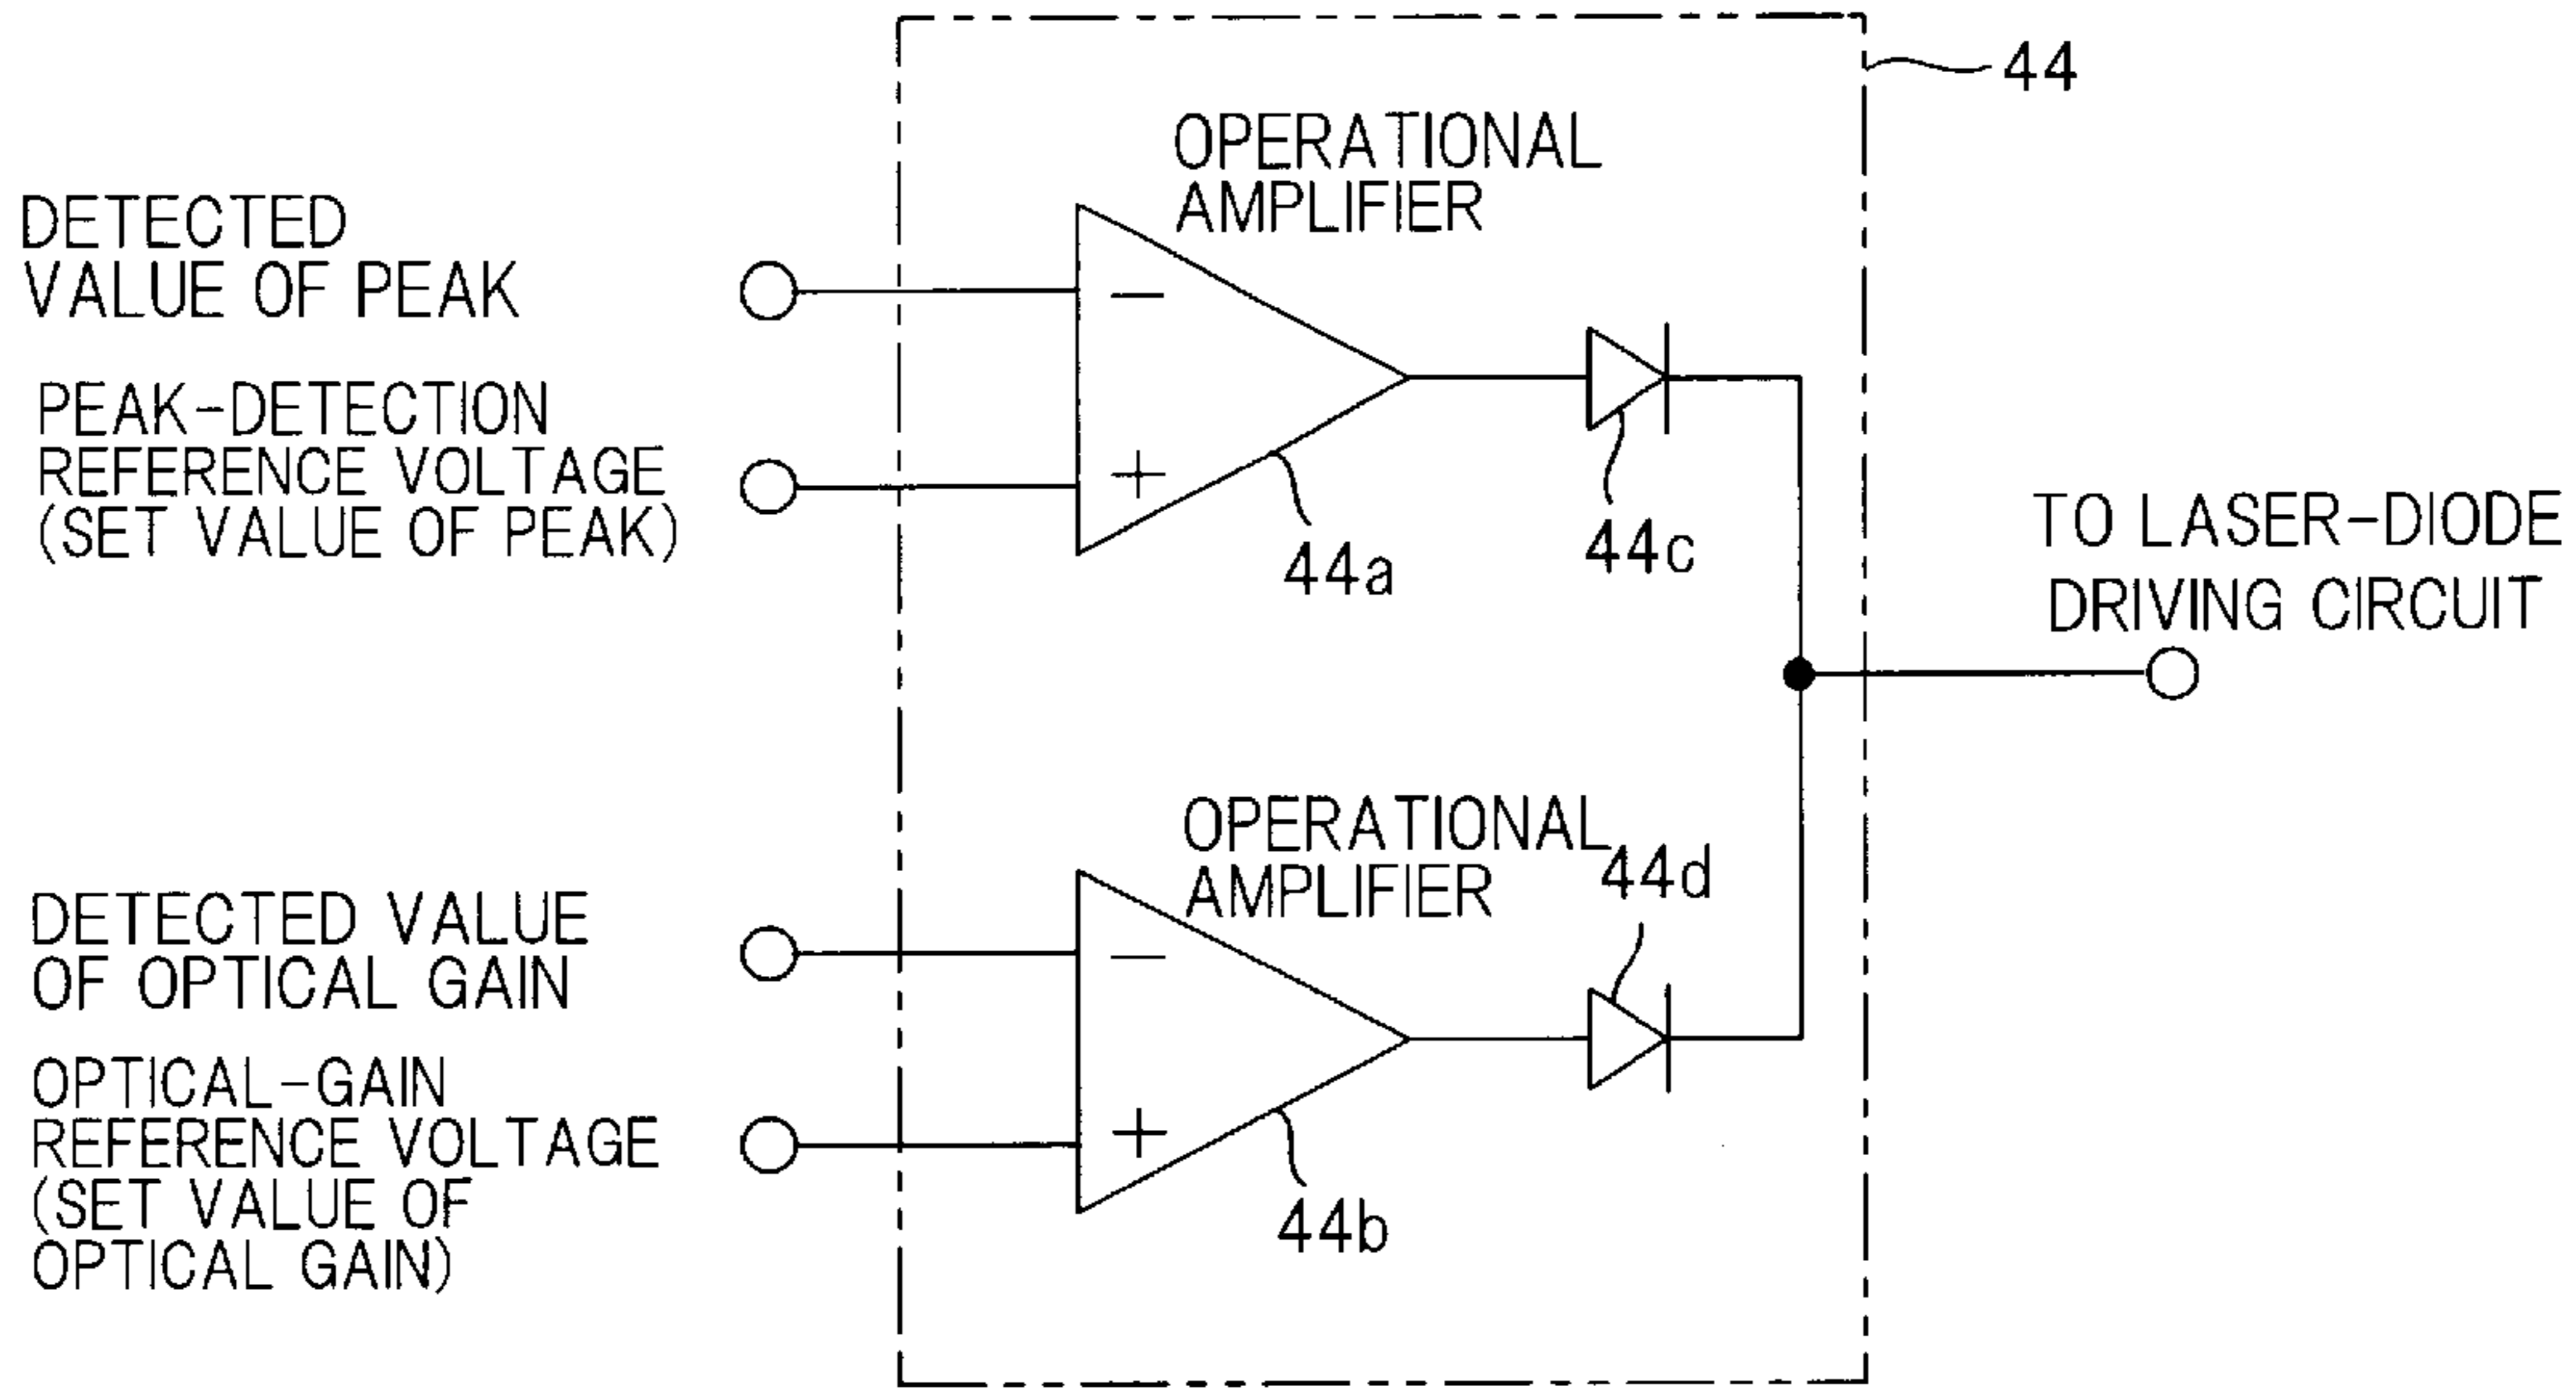 44
OPERATIONAL
AMPLIFIER
DETECTED
VALUE OF PEAK
−
PEAK-DETECTION
REFERENCE VOLTAGE
(SET VALUE OF PEAK)
+
44a
44c
TO LASER-DIODE
DRIVING CIRCUIT
OPERATIONAL
AMPLIFIER
44d
DETECTED VALUE
OF OPTICAL GAIN
−
OPTICAL-GAIN
REFERENCE VOLTAGE
(SET VALUE OF
OPTICAL GAIN)
+
44b